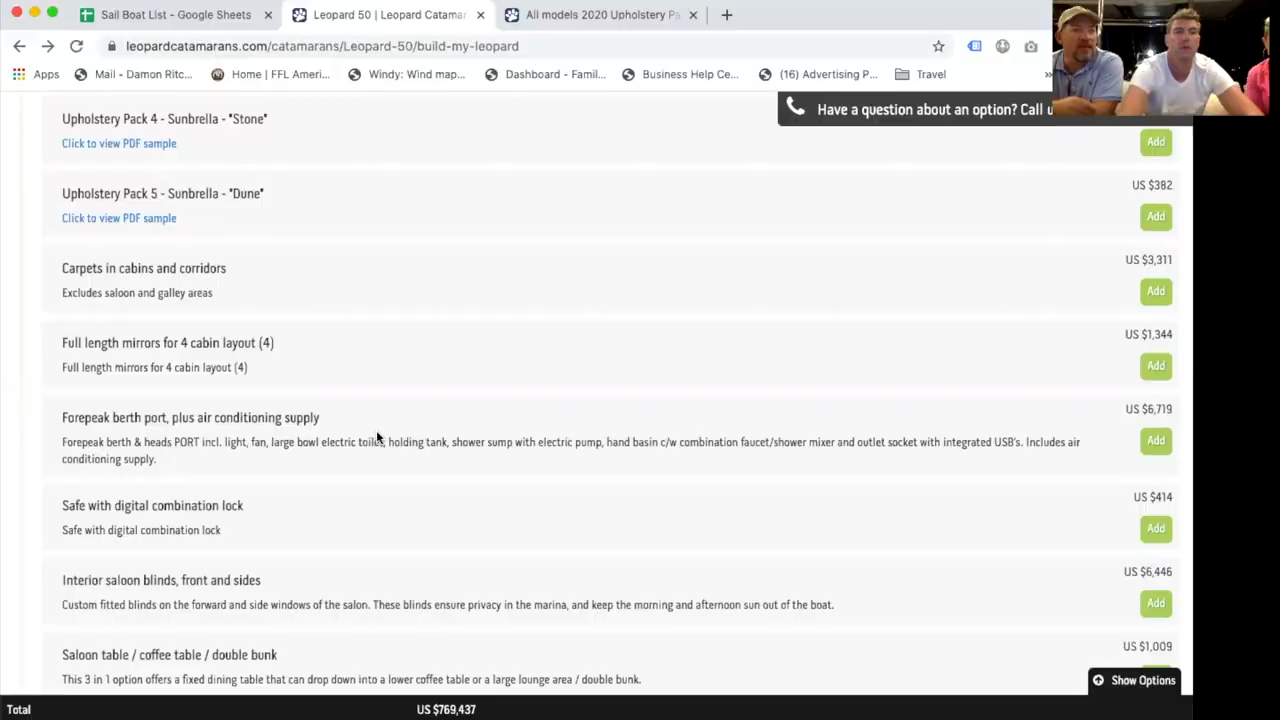 Sail Boat List - Google Sheets
Leopard 50 | Leopard Catamar
All models 2020 Upholstery P
leopardcatamarans.com/catamarans/Leopard-50/build-my-leopard
Apps
Mail - Damon Ritc...
Home | FFL Ameri...
Windy: Wind map...
Dashboard - Famil...
Business Help Ce...
(16) Advertising P...
Travel
»
Have a question about an option? Call u
Upholstery Pack 4 - Sunbrella - "Stone"
Click to view PDF sample
Add
Upholstery Pack 5 - Sunbrella - "Dune"
US $382
Click to view PDF sample
Add
Carpets in cabins and corridors
US $3,311
Excludes saloon and galley areas
Add
Full length mirrors for 4 cabin layout (4)
US $1,344
Full length mirrors for 4 cabin layout (4)
Add
Forepeak berth port, plus air conditioning supply
US $6,719
Forepeak berth & heads PORT incl. light, fan, large bowl electric toilet, holding tank, shower sump with electric pump, hand basin c/w combination faucet/shower mixer and outlet socket with integrated USB's. Includes air
conditioning supply.
Add
Safe with digital combination lock
US $414
Safe with digital combination lock
Add
Interior saloon blinds, front and sides
US $6,446
Custom fitted blinds on the forward and side windows of the salon. These blinds ensure privacy in the marina, and keep the morning and afternoon sun out of the boat.
Add
Saloon table / coffee table / double bunk
US $1,009
This 3 in 1 option offers a fixed dining table that can drop down into a lower coffee table or a large lounge area / double bunk.
Show Options
Total
US $769,437